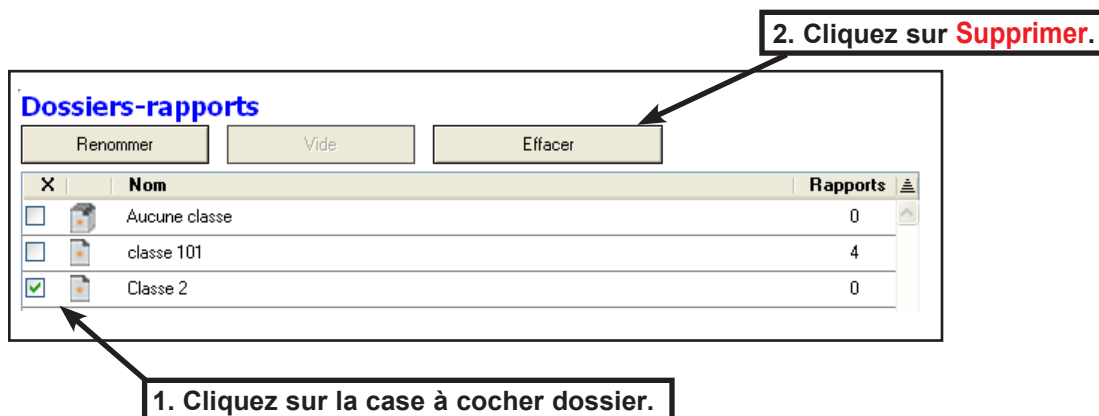 2. Cliquez sur Supprimer.
Dossiers-rapports
Renommer Vide Effacer
X Nom Rapports
Aucune classe 0
classe 101 4
Classe 2 0
1. Cliquez sur la case à cocher dossier.